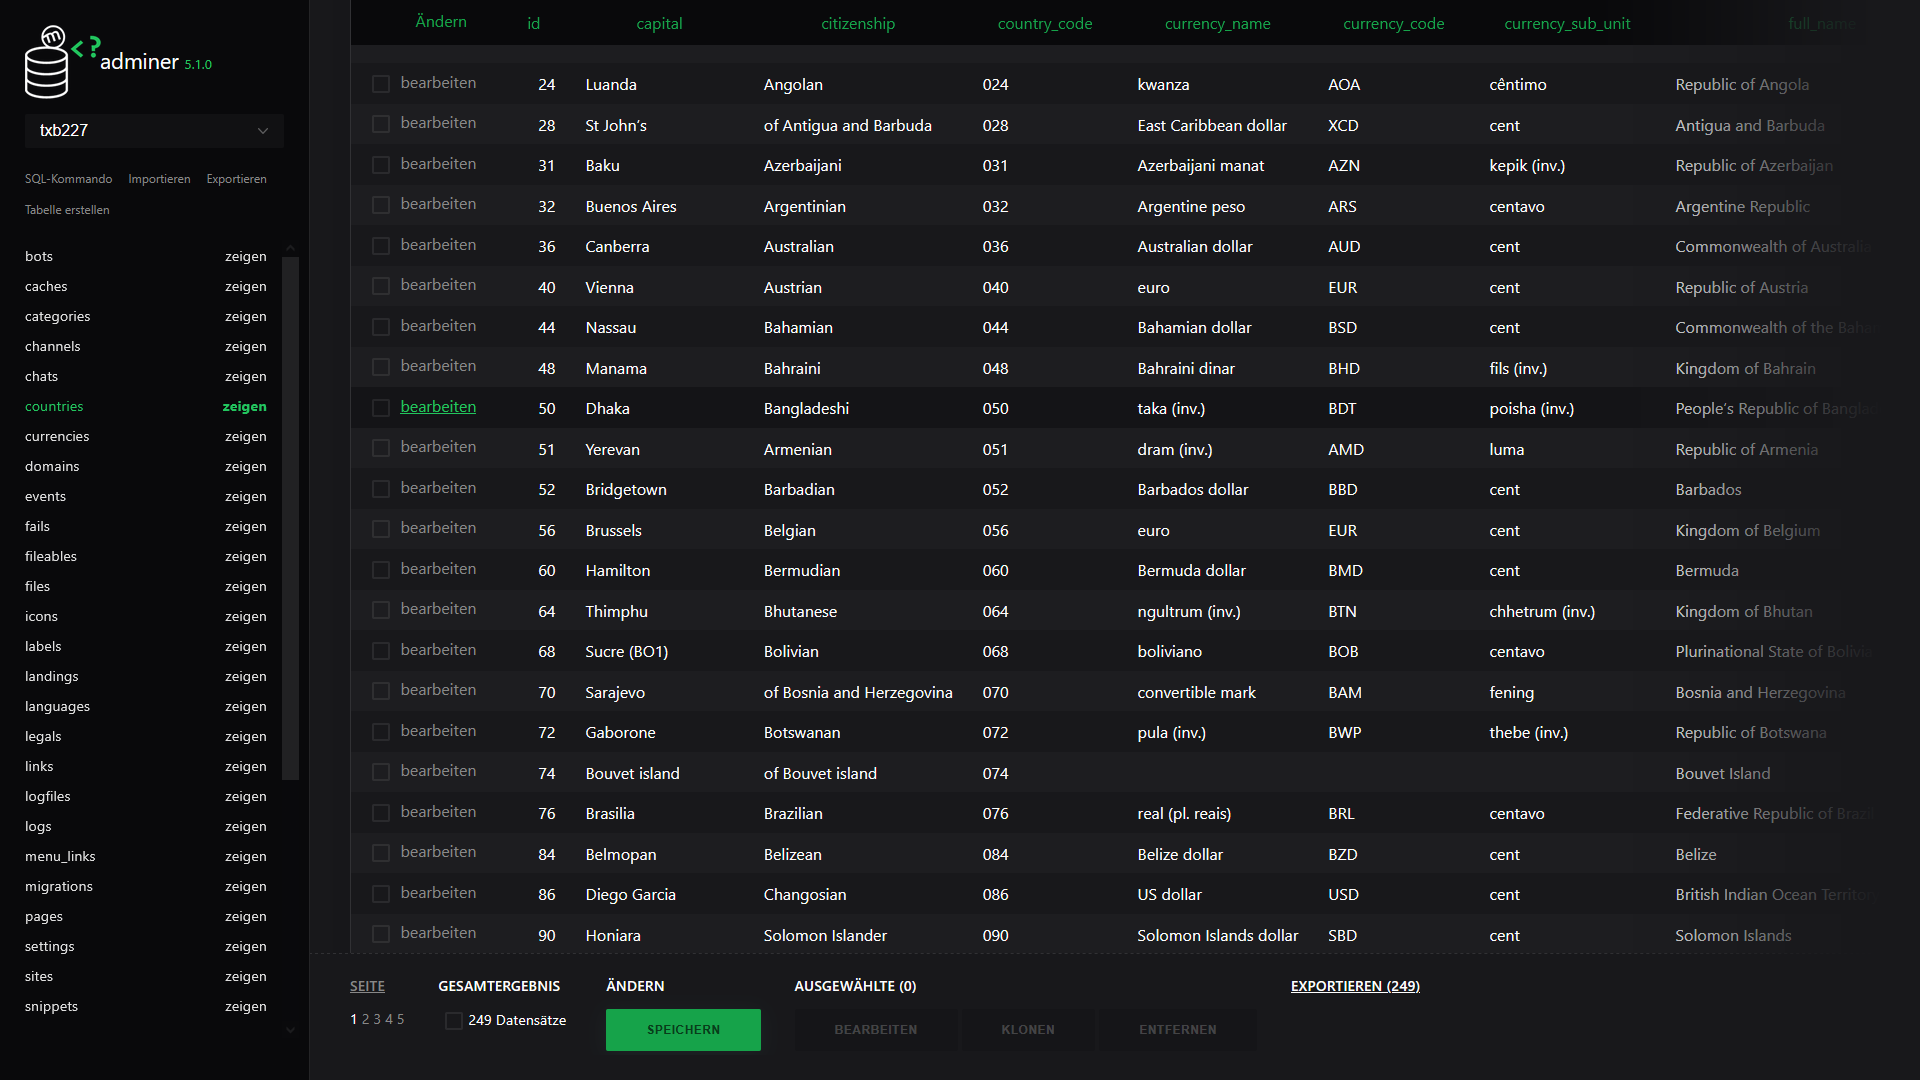 adminer 5.1.0
txb227
SQL-Kommando Importieren Exportieren
Tabelle erstellen
bots zeigen
caches zeigen
categories zeigen
channels zeigen
chats zeigen
countries zeigen
currencies zeigen
domains zeigen
events zeigen
fails zeigen
fileables zeigen
files zeigen
icons zeigen
labels zeigen
landings zeigen
languages zeigen
legals zeigen
links zeigen
logfiles zeigen
logs zeigen
menu_links zeigen
migrations zeigen
pages zeigen
settings zeigen
sites zeigen
snippets zeigen
Ändern id capital citizenship country_code currency_name currency_code currency_sub_unit full_name
bearbeiten 24 Luanda Angolan 024 kwanza AOA cêntimo Republic of Angola
bearbeiten 28 St John’s of Antigua and Barbuda 028 East Caribbean dollar XCD cent Antigua and Barbuda
bearbeiten 31 Baku Azerbaijani 031 Azerbaijani manat AZN kepik (inv.) Republic of Azerbaijan
bearbeiten 32 Buenos Aires Argentinian 032 Argentine peso ARS centavo Argentine Republic
bearbeiten 36 Canberra Australian 036 Australian dollar AUD cent Commonwealth of Australia
bearbeiten 40 Vienna Austrian 040 euro EUR cent Republic of Austria
bearbeiten 44 Nassau Bahamian 044 Bahamian dollar BSD cent Commonwealth of the
bearbeiten 48 Manama Bahraini 048 Bahraini dinar BHD fils (inv.) Kingdom of Bahrain
bearbeiten 50 Dhaka Bangladeshi 050 taka (inv.) BDT poisha (inv.) People’s Republic of
bearbeiten 51 Yerevan Armenian 051 dram (inv.) AMD luma Republic of Armenia
bearbeiten 52 Bridgetown Barbadian 052 Barbados dollar BBD cent Barbados
bearbeiten 56 Brussels Belgian 056 euro EUR cent Kingdom of Belgium
bearbeiten 60 Hamilton Bermudian 060 Bermuda dollar BMD cent Bermuda
bearbeiten 64 Thimphu Bhutanese 064 ngultrum (inv.) BTN chhetrum (inv.) Kingdom of Bhutan
bearbeiten 68 Sucre (BO1) Bolivian 068 boliviano BOB centavo Plurinational State of Bolivia
bearbeiten 70 Sarajevo of Bosnia and Herzegovina 070 convertible mark BAM fening Bosnia and Herzegovina
bearbeiten 72 Gaborone Botswanan 072 pula (inv.) BWP thebe (inv.) Republic of Botswana
bearbeiten 74 Bouvet island of Bouvet island 074 Bouvet Island
bearbeiten 76 Brasilia Brazilian 076 real (pl. reais) BRL centavo Federative Republic of Brazil
bearbeiten 84 Belmopan Belizean 084 Belize dollar BZD cent Belize
bearbeiten 86 Diego Garcia Changosian 086 US dollar USD cent British Indian Ocean Territory
bearbeiten 90 Honiara Solomon Islander 090 Solomon Islands dollar SBD cent Solomon Islands
SEITE GESAMTERGEBNIS ÄNDERN AUSGEWÄHLTE (0) EXPORTIEREN (249)
1 2 3 4 5 249 Datensätze SPEICHERN BEARBEITEN KLONEN ENTFERNEN